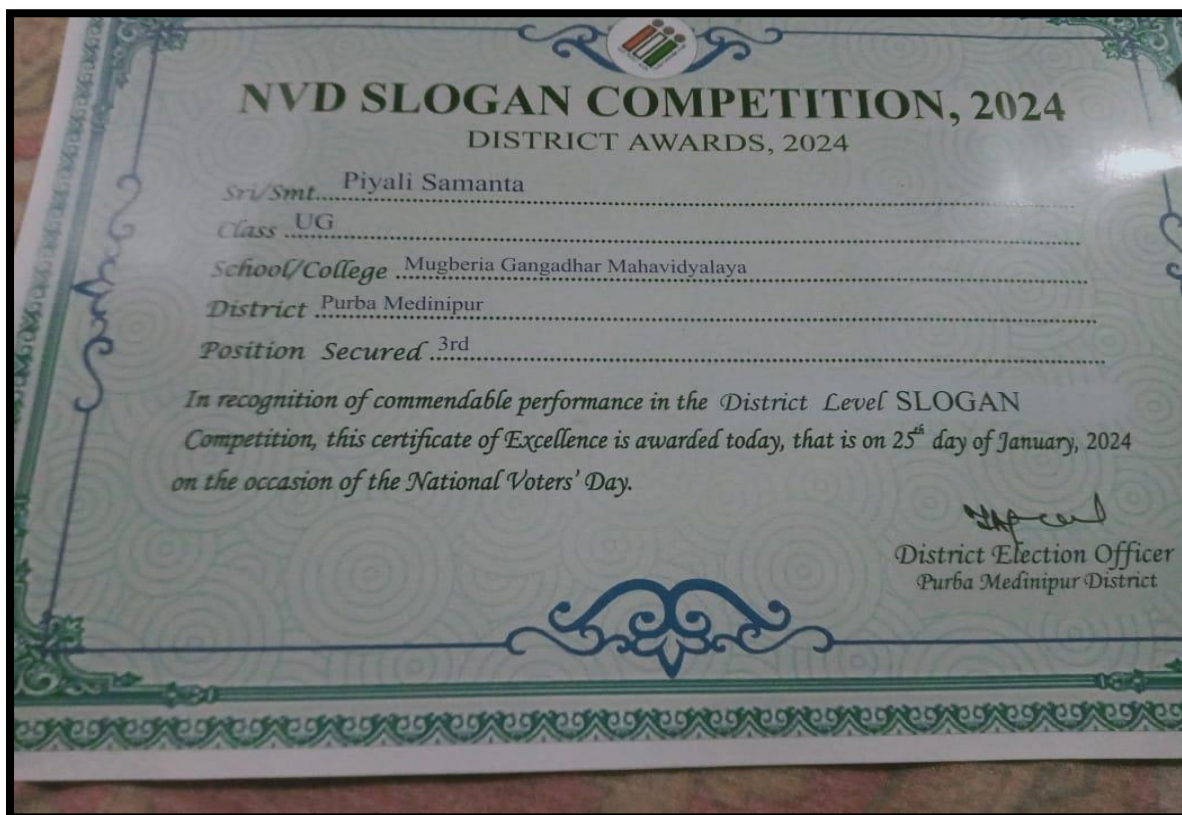 NVD SLOGAN COMPETITION, 2024
DISTRICT AWARDS, 2024
Sri/Smt. Piyali Samanta
Class UG
School/College Mugberia Gangadhar Mahavidyalaya
District Purba Medinipur
Position Secured 3rd
In recognition of commendable performance in the District Level SLOGAN
Competition, this certificate of Excellence is awarded today, that is on 25th day of January, 2024
on the occasion of the National Voters' Day.
District Election Officer
Purba Medinipur District